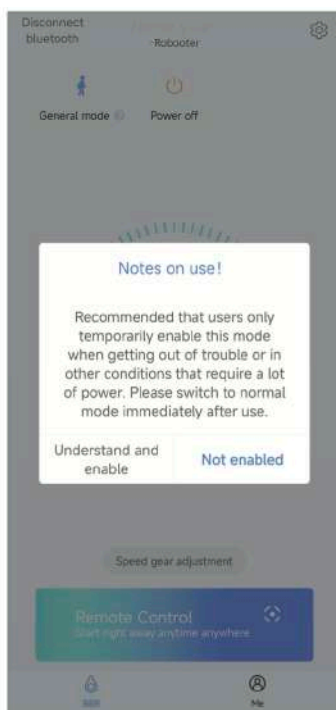 Disconnect
bluetooth
-Robooter
General mode
Power off
Notes on use!
Recommended that users only
temporarily enable this mode
when getting out of trouble or in
other conditions that require a lot
of power. Please switch to normal
mode immediately after use.
Understand and
enable
Not enabled
Speed gear adjustment
Remote Control
Start right away anytime anywhere
Me